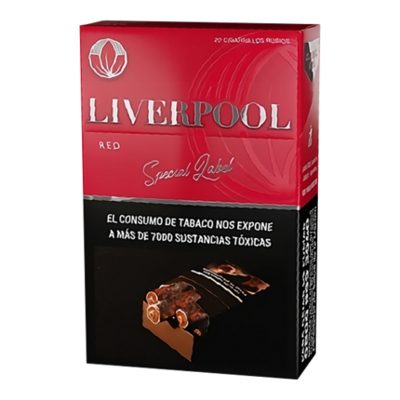 20 CIGARRILLOS RUBIOS
LIVERPOOL
RED
Special Label
EL CONSUMO DE TABACO NOS EXPONE
A MÁS DE 7000 SUSTANCIAS TÓXICAS